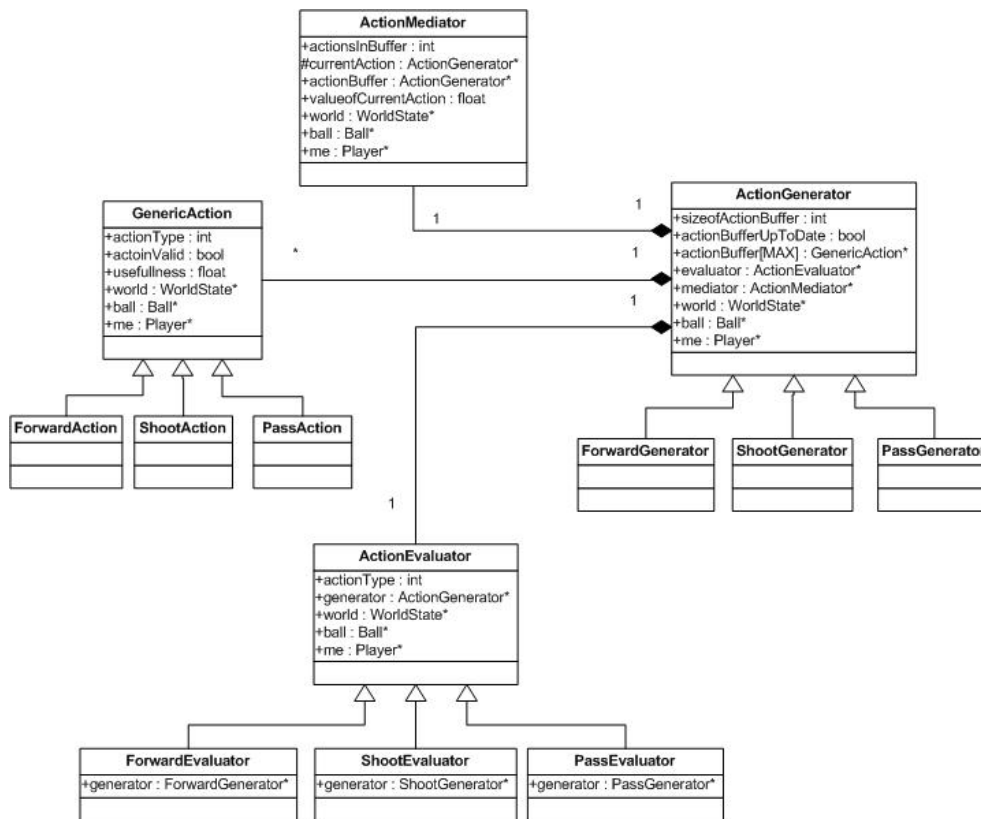 ActionMediator
+actionsInBuffer : int
#currentAction : ActionGenerator*
+actionBuffer : ActionGenerator*
+valueofCurrentAction : float
+world : WorldState*
+ball : Ball*
+me : Player*
1
1
ActionGenerator
+sizeofActionBuffer : int
+actionBufferUpToDate : bool
+actionBuffer[MAX] : GenericAction*
+evaluator : ActionEvaluator*
+mediator : ActionMediator*
+world : WorldState*
+ball : Ball*
+me : Player*
GenericAction
+actionType : int
+actoinValid : bool
+usefullness : float
+world : WorldState*
+ball : Ball*
+me : Player*
*
1
1
ForwardAction
ShootAction
PassAction
ForwardGenerator
ShootGenerator
PassGenerator
1
ActionEvaluator
+actionType : int
+generator : ActionGenerator*
+world : WorldState*
+ball : Ball*
+me : Player*
ForwardEvaluator
+generator : ForwardGenerator*
ShootEvaluator
+generator : ShootGenerator*
PassEvaluator
+generator : PassGenerator*